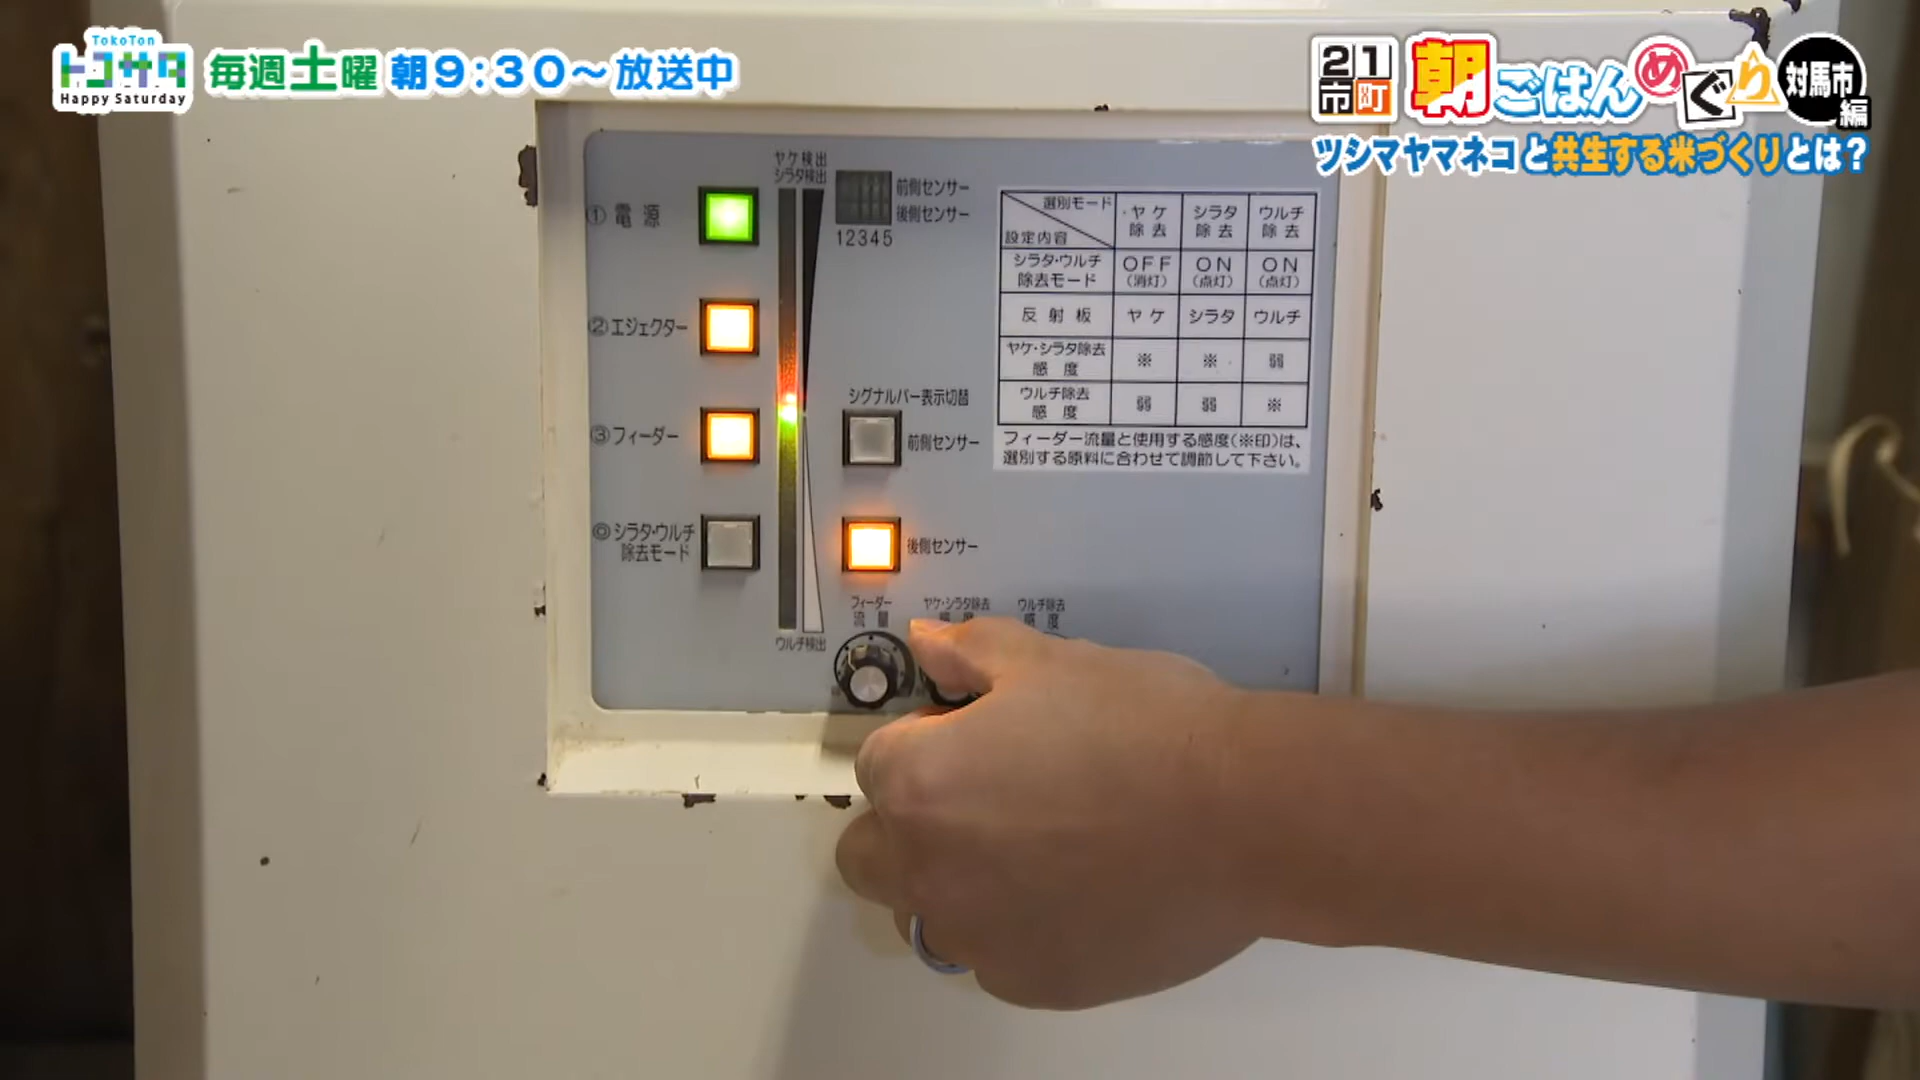 TokoTon
トコサタ
Happy Saturday
毎週土曜 朝9:30～放送中
21市町 朝ごはんめぐり 対馬市編
ツシマヤマネコと共生する米づくりとは?
ヤケ検出
シラタ検出
前側センサー
後側センサー
12345
①電源
②エジェクター
③フィーダー
◎シラタ・ウルチ
除去モード
ウルチ検出
シグナルバー表示切替
前側センサー
後側センサー
フィーダー
流量
ヤケ・シラタ除去
感度
ウルチ除去
感度
選別モード
設定内容
ヤケ除去 シラタ除去 ウルチ除去
シラタ・ウルチ除去モード OFF(消灯) ON(点灯) ON(点灯)
反射板 ヤケ シラタ ウルチ
ヤケ・シラタ除去感度 ※ ※ 弱
ウルチ除去感度 弱 弱 ※
フィーダー流量と使用する感度(※印)は、
選別する原料に合わせて調節して下さい。